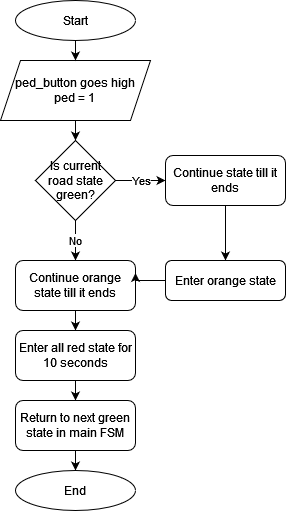 Start
ped_button goes high
ped = 1
Is current
road state
green?
Yes
Continue state till it
ends
No
Continue orange
state till it ends
Enter orange state
Enter all red state for
10 seconds
Return to next green
state in main FSM
End